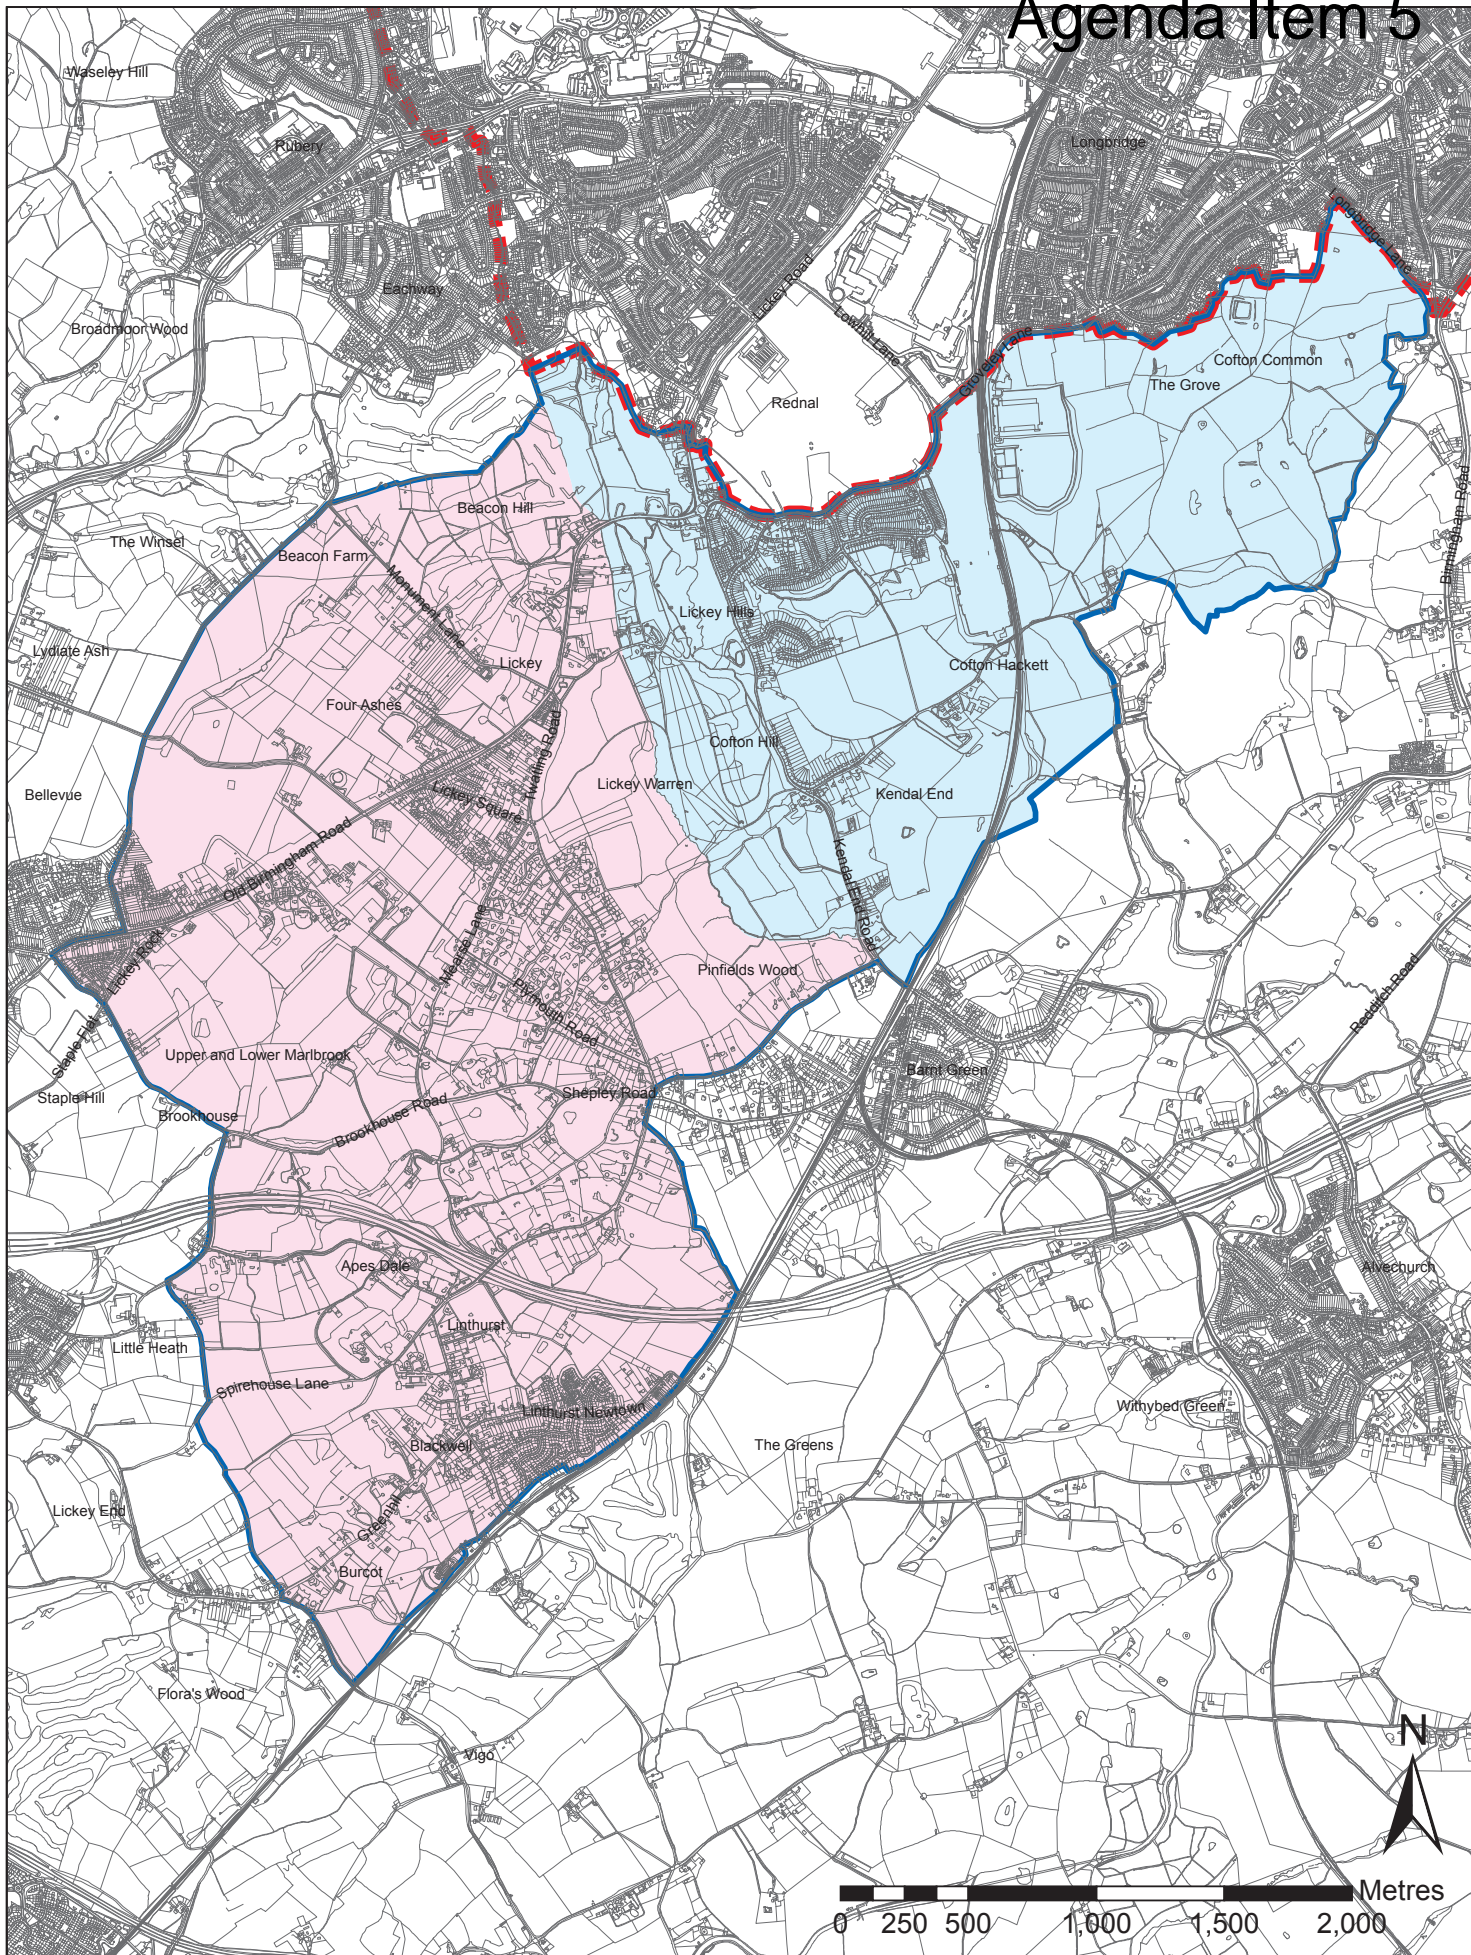 Agenda Item 5
Waseley Hill
Rubery
Longbridge
Longbridge Lane
Eachway
Lickey Road
Lowhill Lane
Broadmoor Wood
Groveley Lane
Cofton Common
The Grove
Rednal
Birmingham Road
Beacon Hill
The Winsel
Beacon Farm
Monument Lane
Lickey Hills
Lydiate Ash
Lickey
Cofton Hackett
Four Ashes
Twatling Road
Cofton Hill
Lickey Warren
Bellevue
Lickey Square
Kendal End
Old Birmingham Road
Kendal End Road
Lickey Rock
Mearse Lane
Pinfields Wood
Plymouth Road
Redditch Road
Staple Flat
Upper and Lower Marlbrook
Barnt Green
Staple Hill
Shepley Road
Brookhouse
Brookhouse Road
Apes Dale
Alvechurch
Linthurst
Little Heath
Spirehouse Lane
Linthurst Newtown
Withybed Green
Blackwell
The Greens
Lickey End
Greenhill
Burcot
Flora's Wood
Vigo
N
Metres
0 250 500 1,000 1,500 2,000